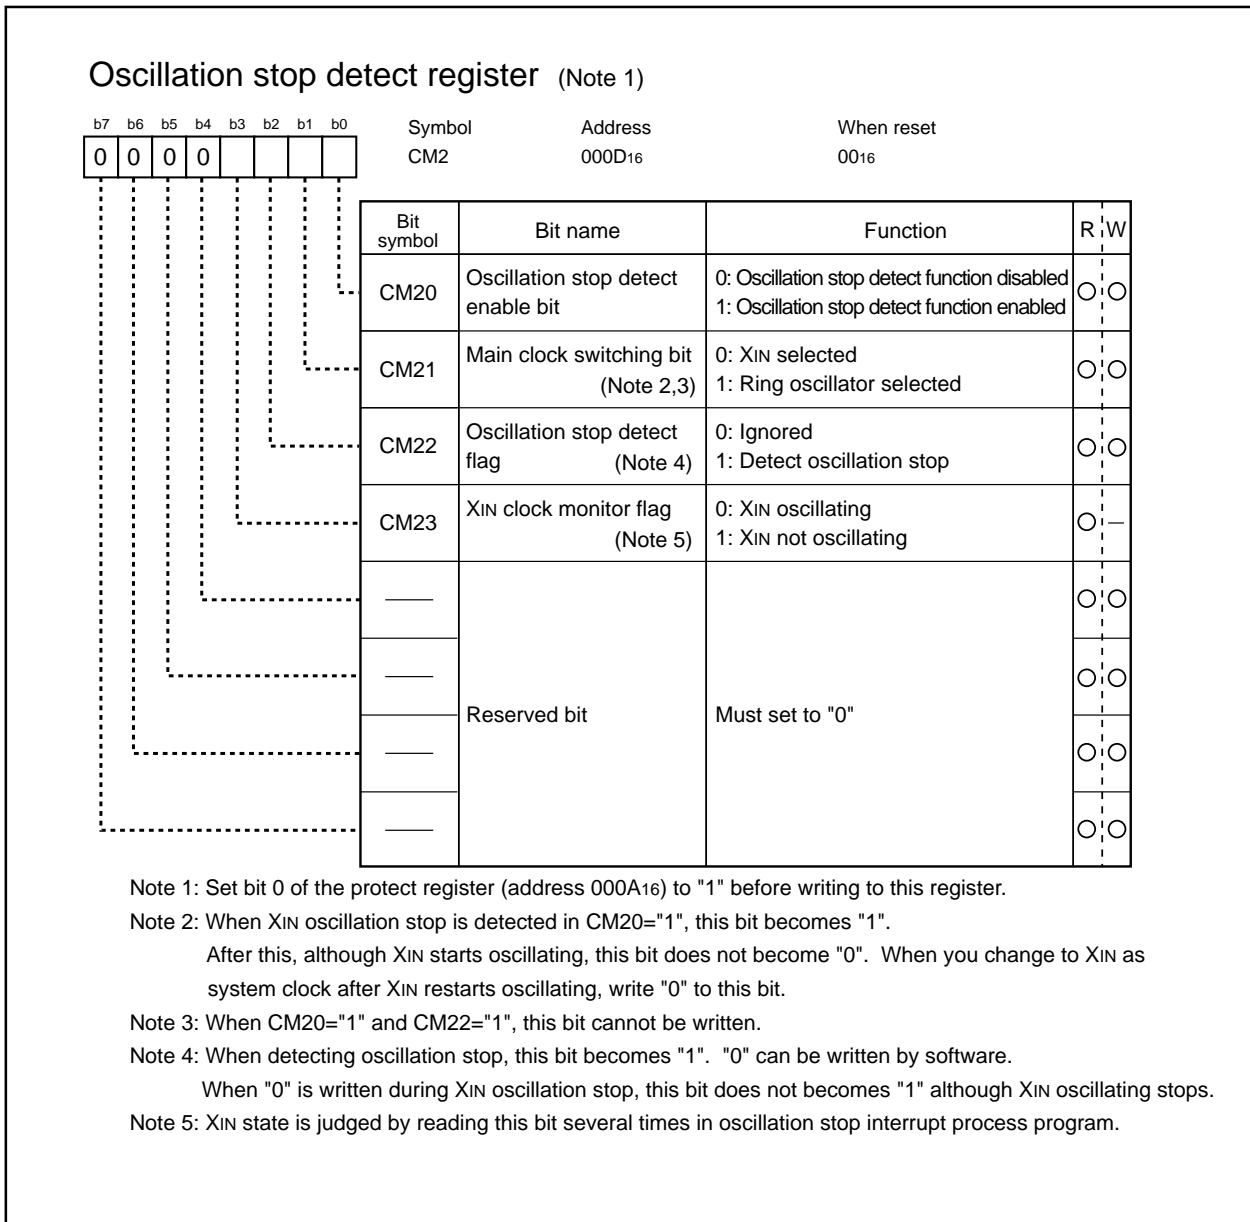 Oscillation stop detect register (Note 1)
b7 b6 b5 b4 b3 b2 b1 b0
Symbol Address When reset
0 0 0 0
CM2 000D16 0016
Bit symbol Bit name Function R W
CM20 Oscillation stop detect enable bit 0: Oscillation stop detect function disabled
1: Oscillation stop detect function enabled
CM21 Main clock switching bit (Note 2,3) 0: XIN selected
1: Ring oscillator selected
CM22 Oscillation stop detect flag (Note 4) 0: Ignored
1: Detect oscillation stop
CM23 XIN clock monitor flag (Note 5) 0: XIN oscillating
1: XIN not oscillating
Reserved bit Must set to "0"
Note 1: Set bit 0 of the protect register (address 000A16) to "1" before writing to this register.
Note 2: When XIN oscillation stop is detected in CM20="1", this bit becomes "1".
After this, although XIN starts oscillating, this bit does not become "0". When you change to XIN as
system clock after XIN restarts oscillating, write "0" to this bit.
Note 3: When CM20="1" and CM22="1", this bit cannot be written.
Note 4: When detecting oscillation stop, this bit becomes "1". "0" can be written by software.
When "0" is written during XIN oscillation stop, this bit does not becomes "1" although XIN oscillating stops.
Note 5: XIN state is judged by reading this bit several times in oscillation stop interrupt process program.